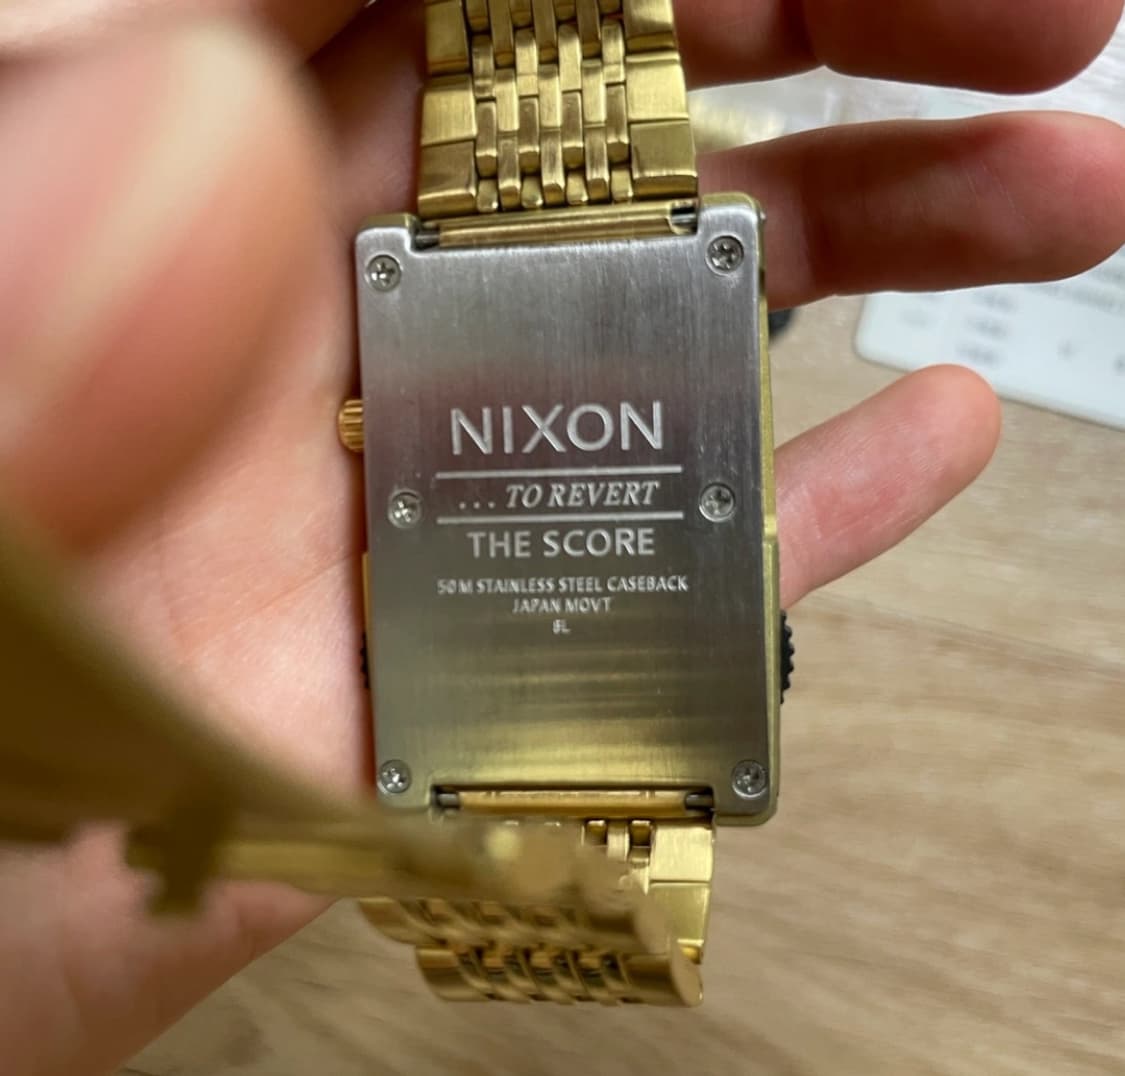 NIXON
... TO REVERT
THE SCORE
50M STAINLESS STEEL CASEBACK
JAPAN MOVT